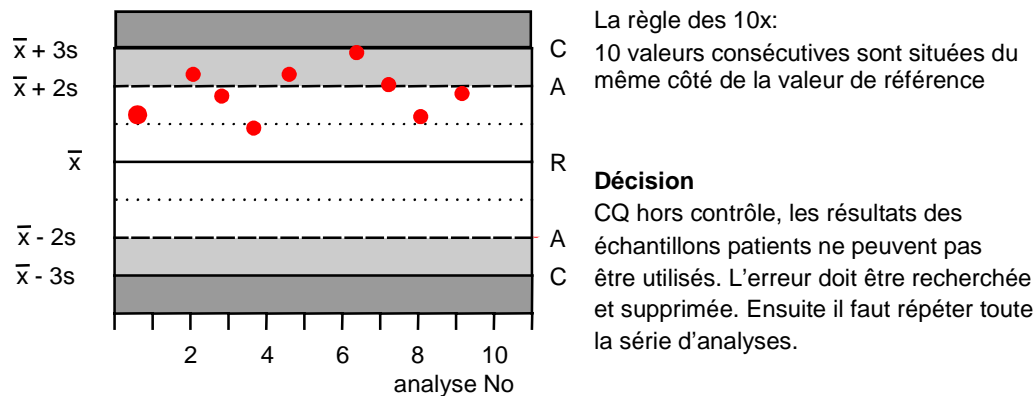 x̄ + 3s
x̄ + 2s
x̄
x̄ - 2s
x̄ - 3s
C
A
R
A
C
2 4 6 8 10
analyse No
La règle des 10x:
10 valeurs consécutives sont situées du
même côté de la valeur de référence
Décision
CQ hors contrôle, les résultats des
échantillons patients ne peuvent pas
être utilisés. L'erreur doit être recherchée
et supprimée. Ensuite il faut répéter toute
la série d'analyses.